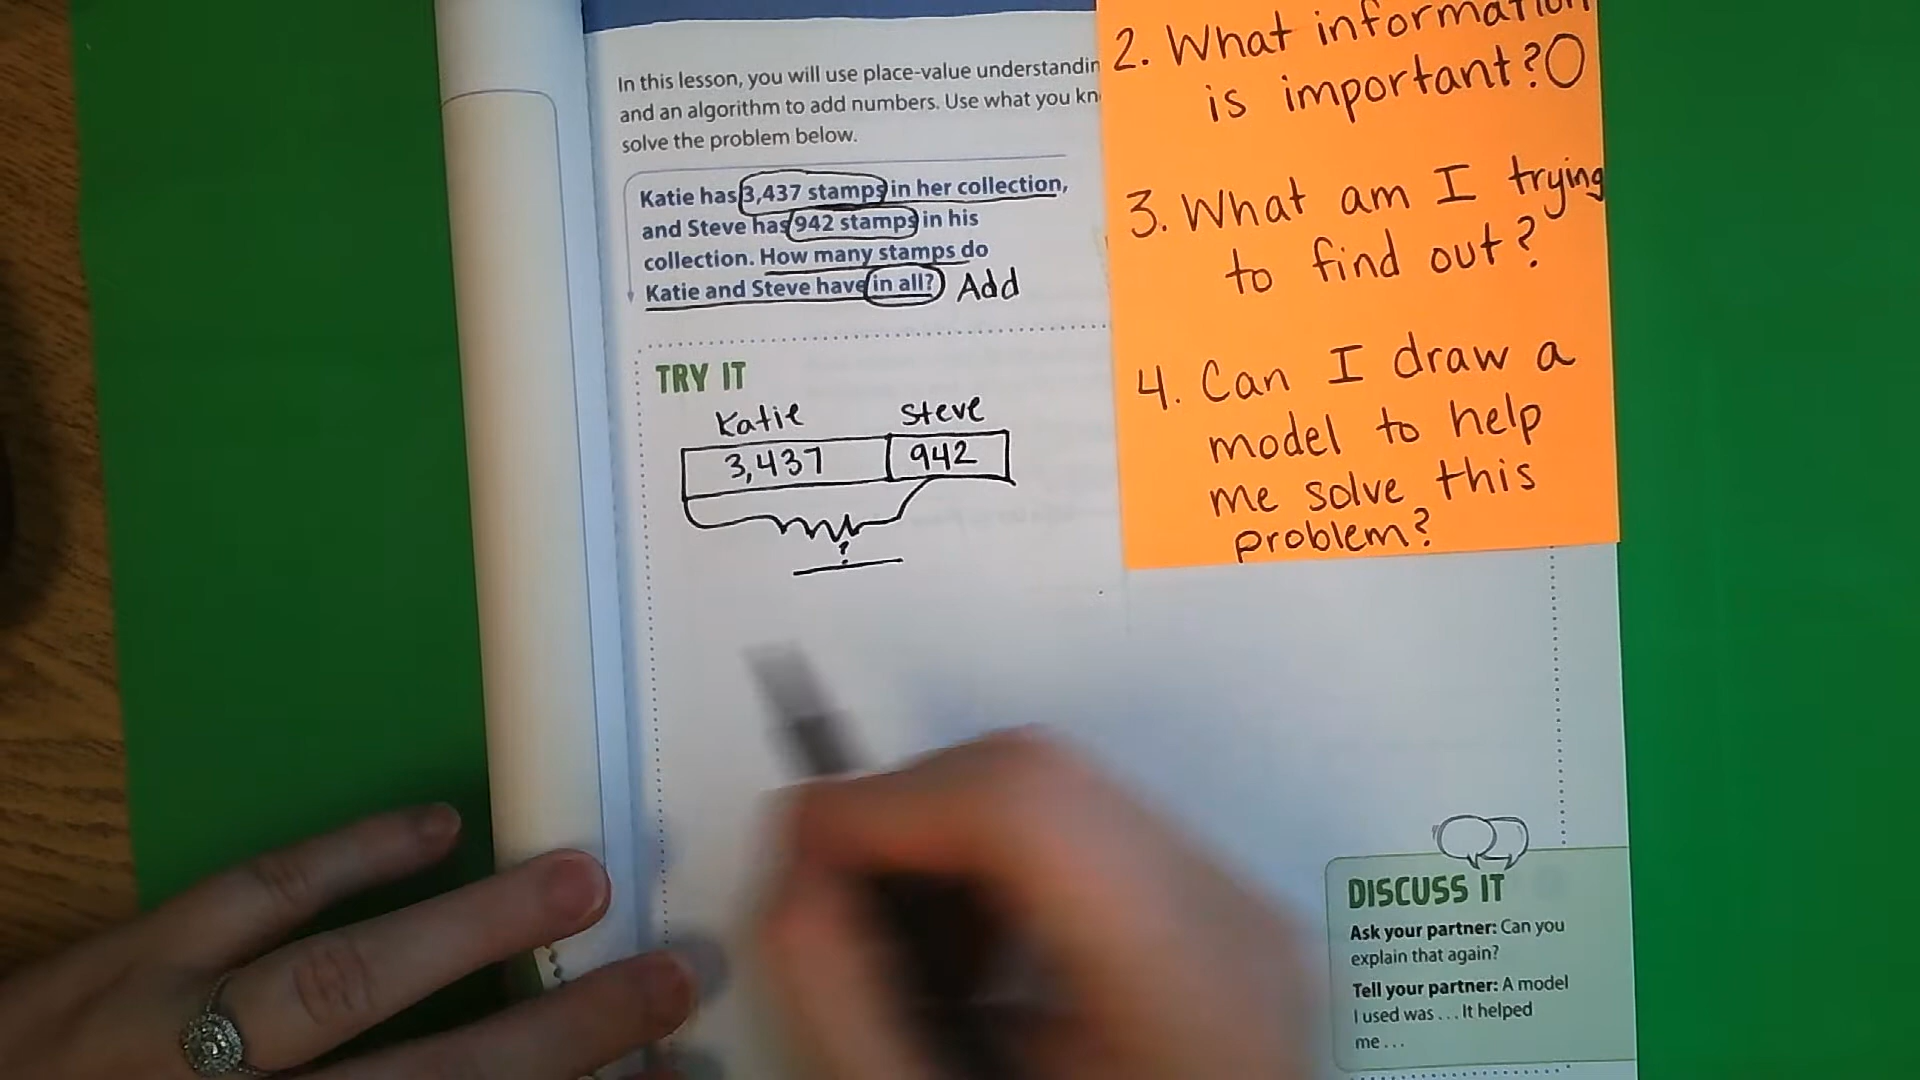 In this lesson, you will use place-value understandin
and an algorithm to add numbers. Use what you kn
solve the problem below.
Katie has 3,437 stamps in her collection,
and Steve has 942 stamps in his
collection. How many stamps do
Katie and Steve have in all? Add
TRY IT
Katie Steve
3,437 942
?
2. What information
is important?
3. What am I trying
to find out?
4. Can I draw a
model to help
me solve this
problem?
DISCUSS IT
Ask your partner: Can you
explain that again?
Tell your partner: A model
I used was ... It helped
me ...